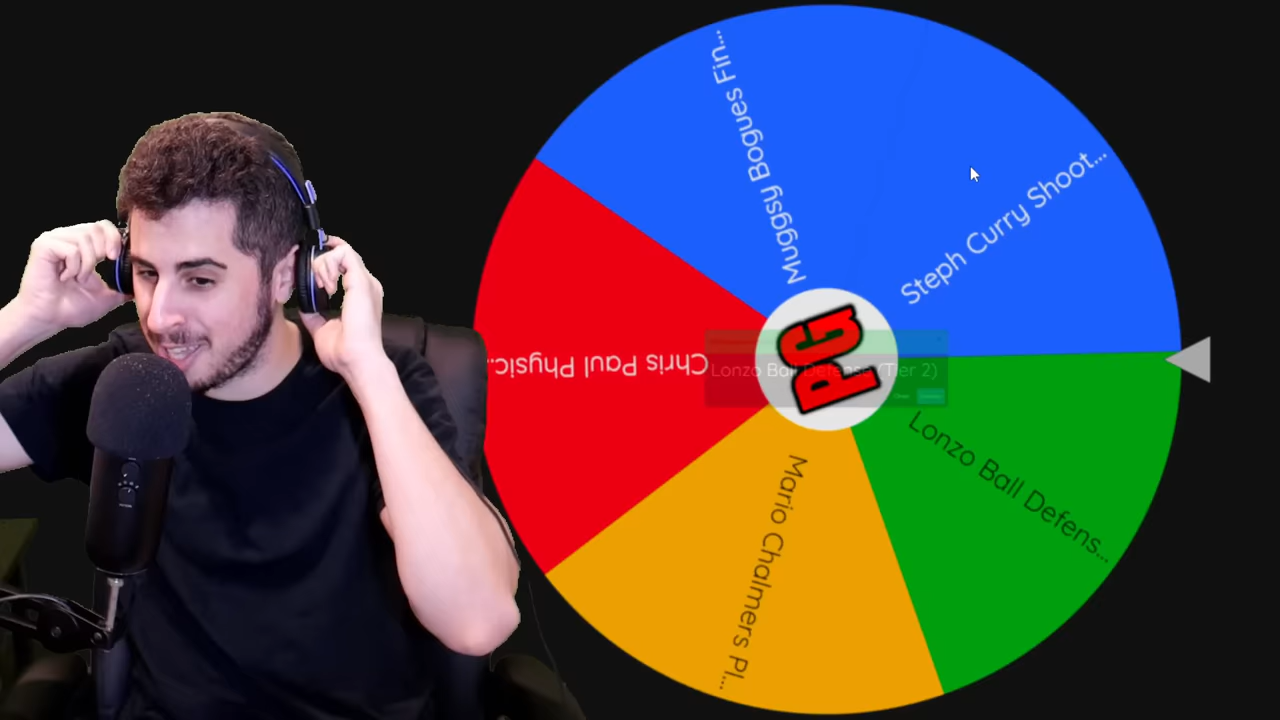 Muggsy Bogues Fin...
Steph Curry Shoot...
Chris Paul Physic...
PG
Lonzo Ball Defense (Tier 2)
Lonzo Ball Defens...
Mario Chalmers Pl...